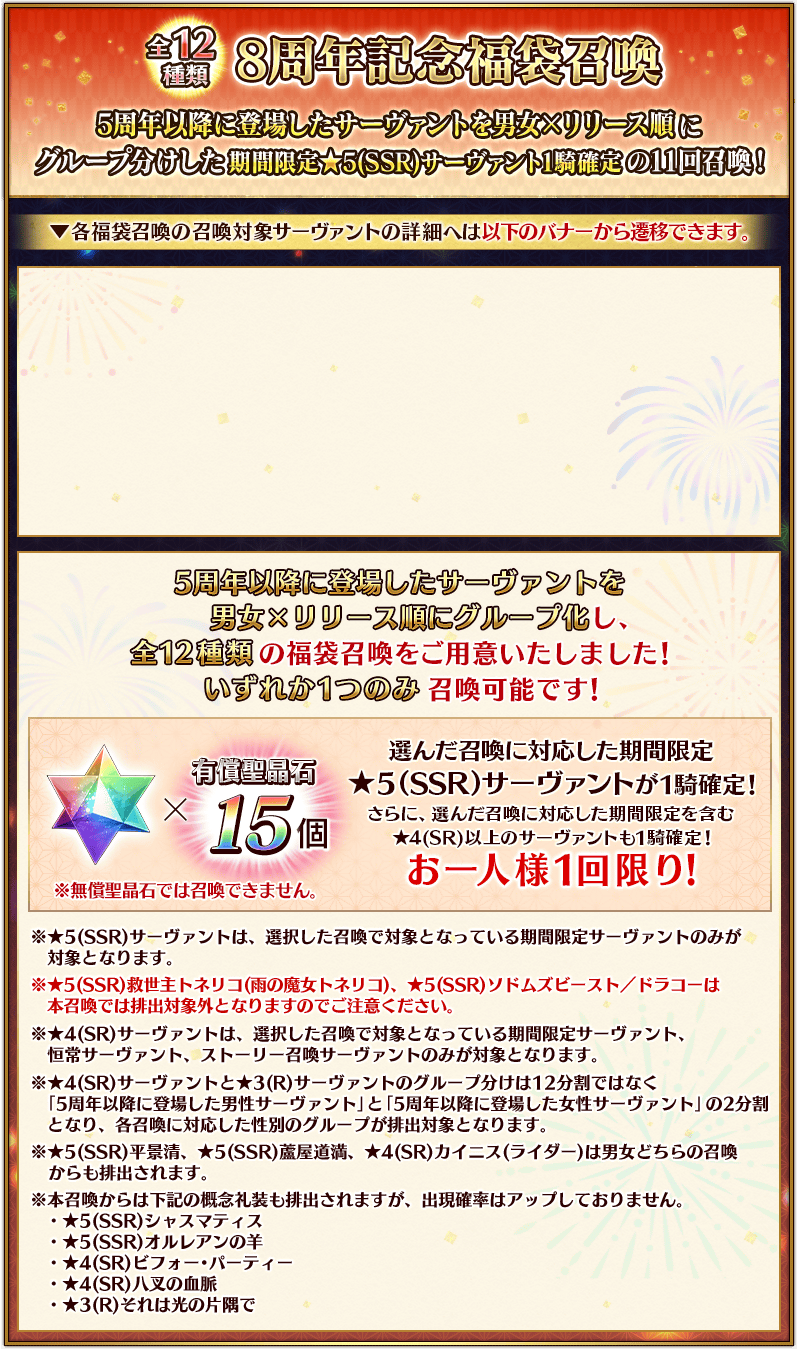 全12種類
8周年記念福袋召喚
5周年以降に登場したサーヴァントを男女×リリース順に
グループ分けした期間限定★5(SSR)サーヴァント1騎確定の11回召喚！
▼各福袋召喚の召喚対象サーヴァントの詳細へは以下のバナーから遷移できます。
5周年以降に登場したサーヴァントを
男女×リリース順にグループ化し、
全12種類の福袋召喚をご用意いたしました！
いずれか1つのみ召喚可能です！
×
有償聖晶石
15個
※無償聖晶石では召喚できません。
選んだ召喚に対応した期間限定
★5（SSR）サーヴァントが1騎確定！
さらに、選んだ召喚に対応した期間限定を含む
★4(SR)以上のサーヴァントも1騎確定！
お一人様1回限り！
※★5(SSR)サーヴァントは、選択した召喚で対象となっている期間限定サーヴァントのみが
対象となります。
※★5(SSR)救世主トネリコ(雨の魔女トネリコ)、★5(SSR)ソドムズビースト／ドラコーは
本召喚では排出対象外となりますのでご注意ください。
※★4(SR)サーヴァントは、選択した召喚で対象となっている期間限定サーヴァント、
恒常サーヴァント、ストーリー召喚サーヴァントのみが対象となります。
※★4(SR)サーヴァントと★3(R)サーヴァントのグループ分けは12分割ではなく
「5周年以降に登場した男性サーヴァント」と「5周年以降に登場した女性サーヴァント」の2分割
となり、各召喚に対応した性別のグループが排出対象となります。
※★5(SSR)平景清、★5(SSR)蘆屋道満、★4(SR)カイニス(ライダー)は男女どちらの召喚
からも排出されます。
※本召喚からは下記の概念礼装も排出されますが、出現確率はアップしておりません。
・★5(SSR)シャスマティス
・★5(SSR)オルレアンの羊
・★4(SR)ビフォー・パーティー
・★4(SR)八叉の血脈
・★3(R)それは光の片隅で